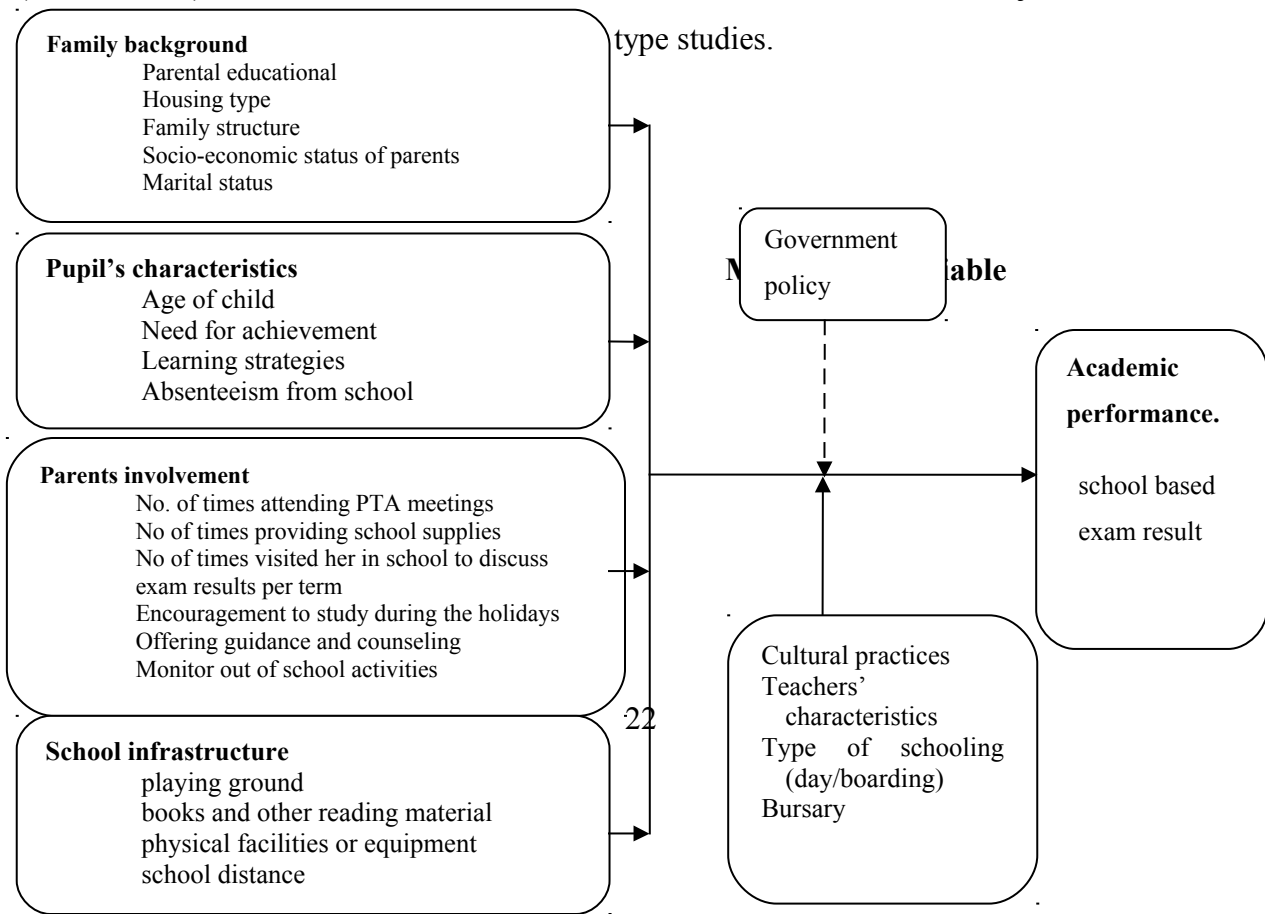 type studies.
Family background
Parental educational
Housing type
Family structure
Socio-economic status of parents
Marital status
Pupil's characteristics
Age of child
Need for achievement
Learning strategies
Absenteeism from school
Parents involvement
No. of times attending PTA meetings
No of times providing school supplies
No of times visited her in school to discuss
exam results per term
Encouragement to study during the holidays
Offering guidance and counseling
Monitor out of school activities
School infrastructure
playing ground
books and other reading material
physical facilities or equipment
school distance
22
Government
policy
Cultural practices
Teachers'
characteristics
Type of schooling
(day/boarding)
Bursary
Academic
performance.
school based
exam result